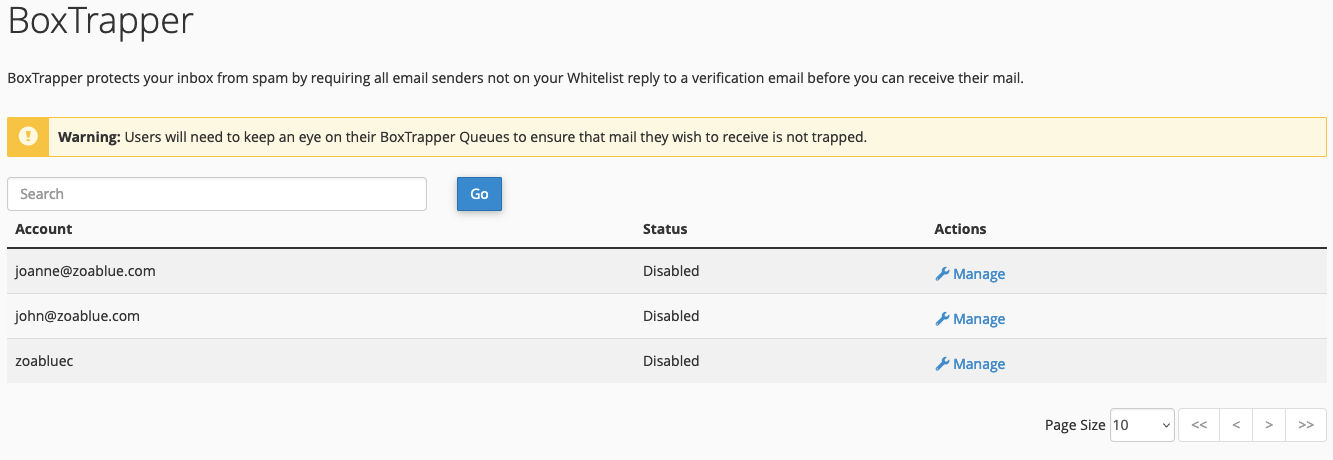 BoxTrapper
BoxTrapper protects your inbox from spam by requiring all email senders not on your Whitelist reply to a verification email before you can receive their mail.
Warning: Users will need to keep an eye on their BoxTrapper Queues to ensure that mail they wish to receive is not trapped.
Search Go
Account Status Actions
joanne@zoablue.com Disabled Manage
john@zoablue.com Disabled Manage
zoabluec Disabled Manage
Page Size 10 << < > >>